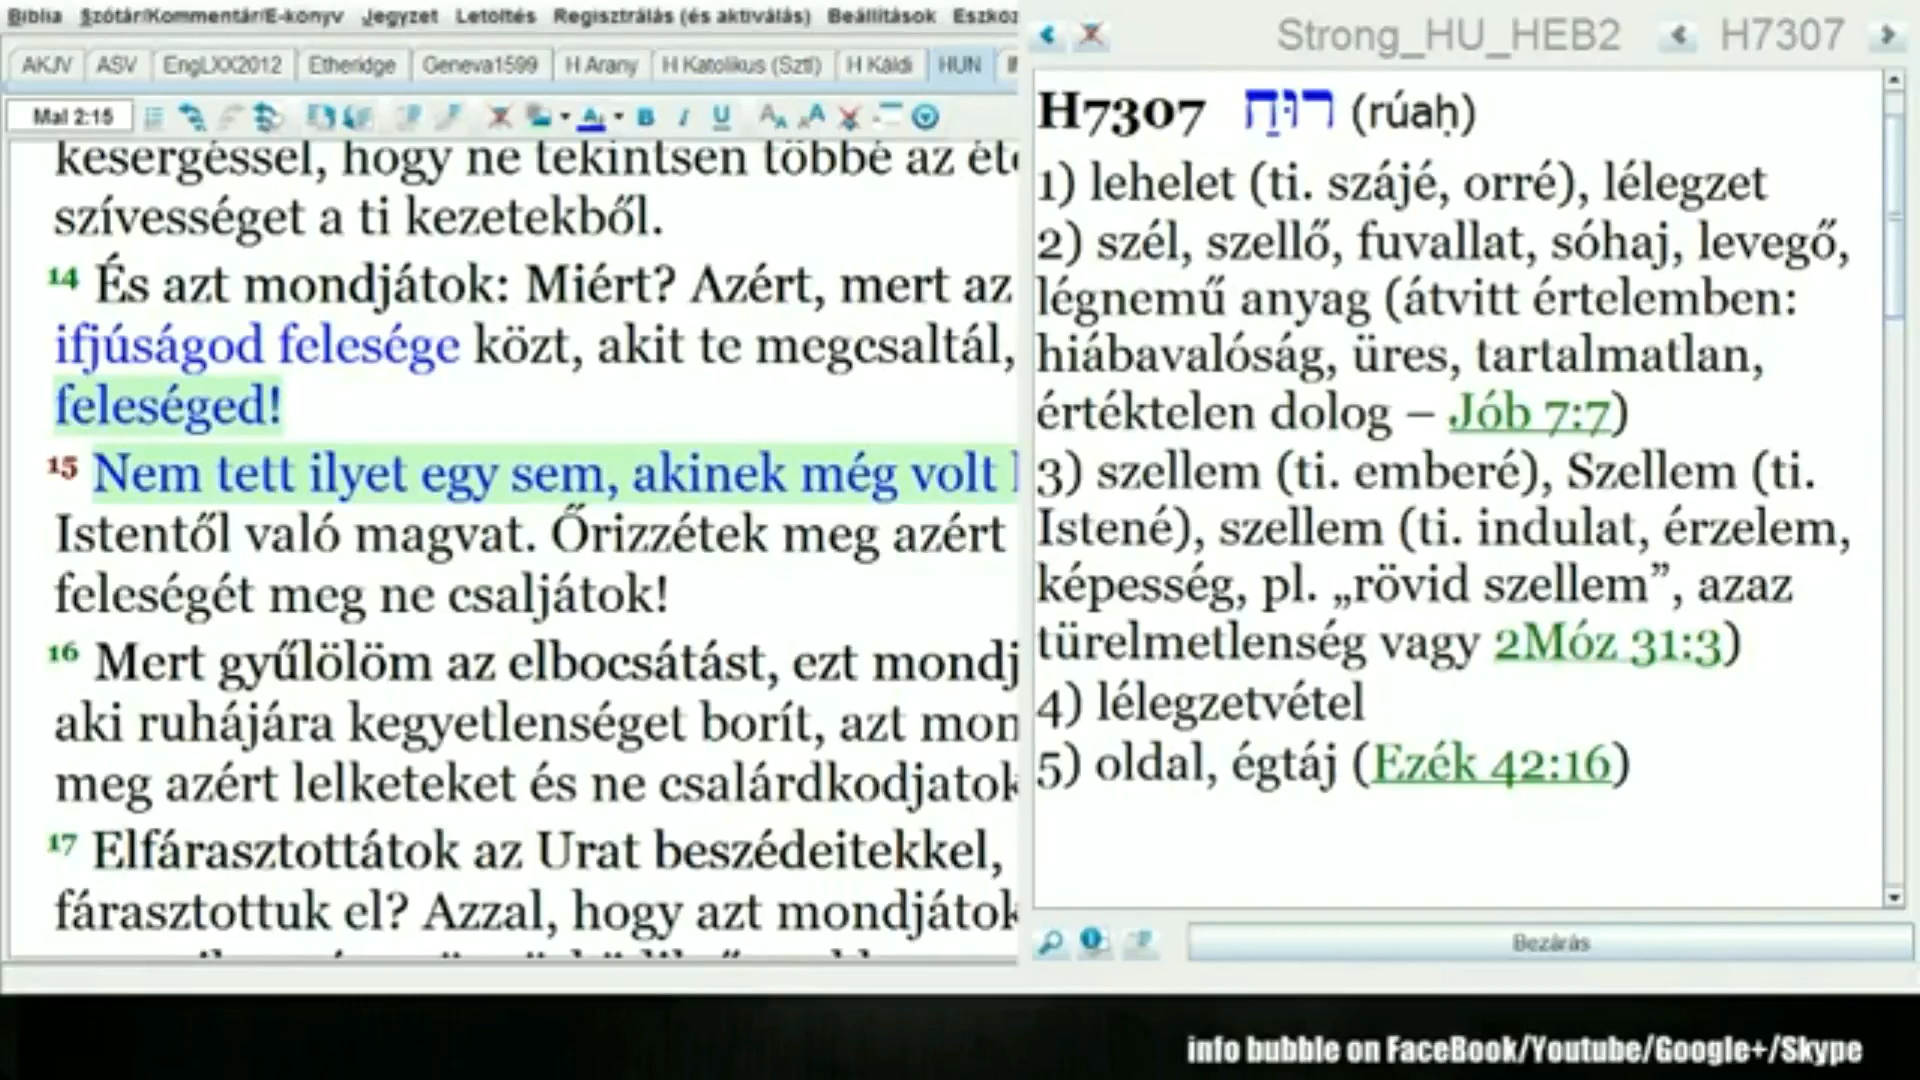 Biblia Szótár/Kommentár/E-könyv Jegyzet Letöltés Regisztrálás (és aktiválás) Beállítások
AKJV ASV EngLXX2012 Etheridge Geneva1599 H Arany H Katolikus (SztI) H Káldi HUN
Mal 2:15
kesergéssel, hogy ne tekintsen többé az
szívességet a ti kezetekből.
14 És azt mondjátok: Miért? Azért, mert az
ifjúságod felesége közt, akit te megcsaltál,
feleséged!
15 Nem tett ilyet egy sem, akinek még volt
Istentől való magvat. Őrizzétek meg azért
feleségét meg ne csaljátok!
16 Mert gyűlölöm az elbocsátást, ezt mondj
aki ruhájára kegyetlenséget borít, azt mon
meg azért lelketeket és ne csalárdkodjatok
17 Elfárasztottátok az Urat beszédeitekkel,
fárasztottuk el? Azzal, hogy azt mondjátok
Strong_HU_HEB2 H7307
H7307 רוּחַ (rúaḥ)
1) lehelet (ti. szájé, orré), lélegzet
2) szél, szellő, fuvallat, sóhaj, levegő,
légnemű anyag (átvitt értelemben:
hiábavalóság, üres, tartalmatlan,
értéktelen dolog – Jób 7:7)
3) szellem (ti. emberé), Szellem (ti.
Istené), szellem (ti. indulat, érzelem,
képesség, pl. „rövid szellem”, azaz
türelmetlenség vagy 2Móz 31:3)
4) lélegzetvétel
5) oldal, égtáj (Ezék 42:16)
Bezárás
info bubble on FaceBook/Youtube/Google+/Skype